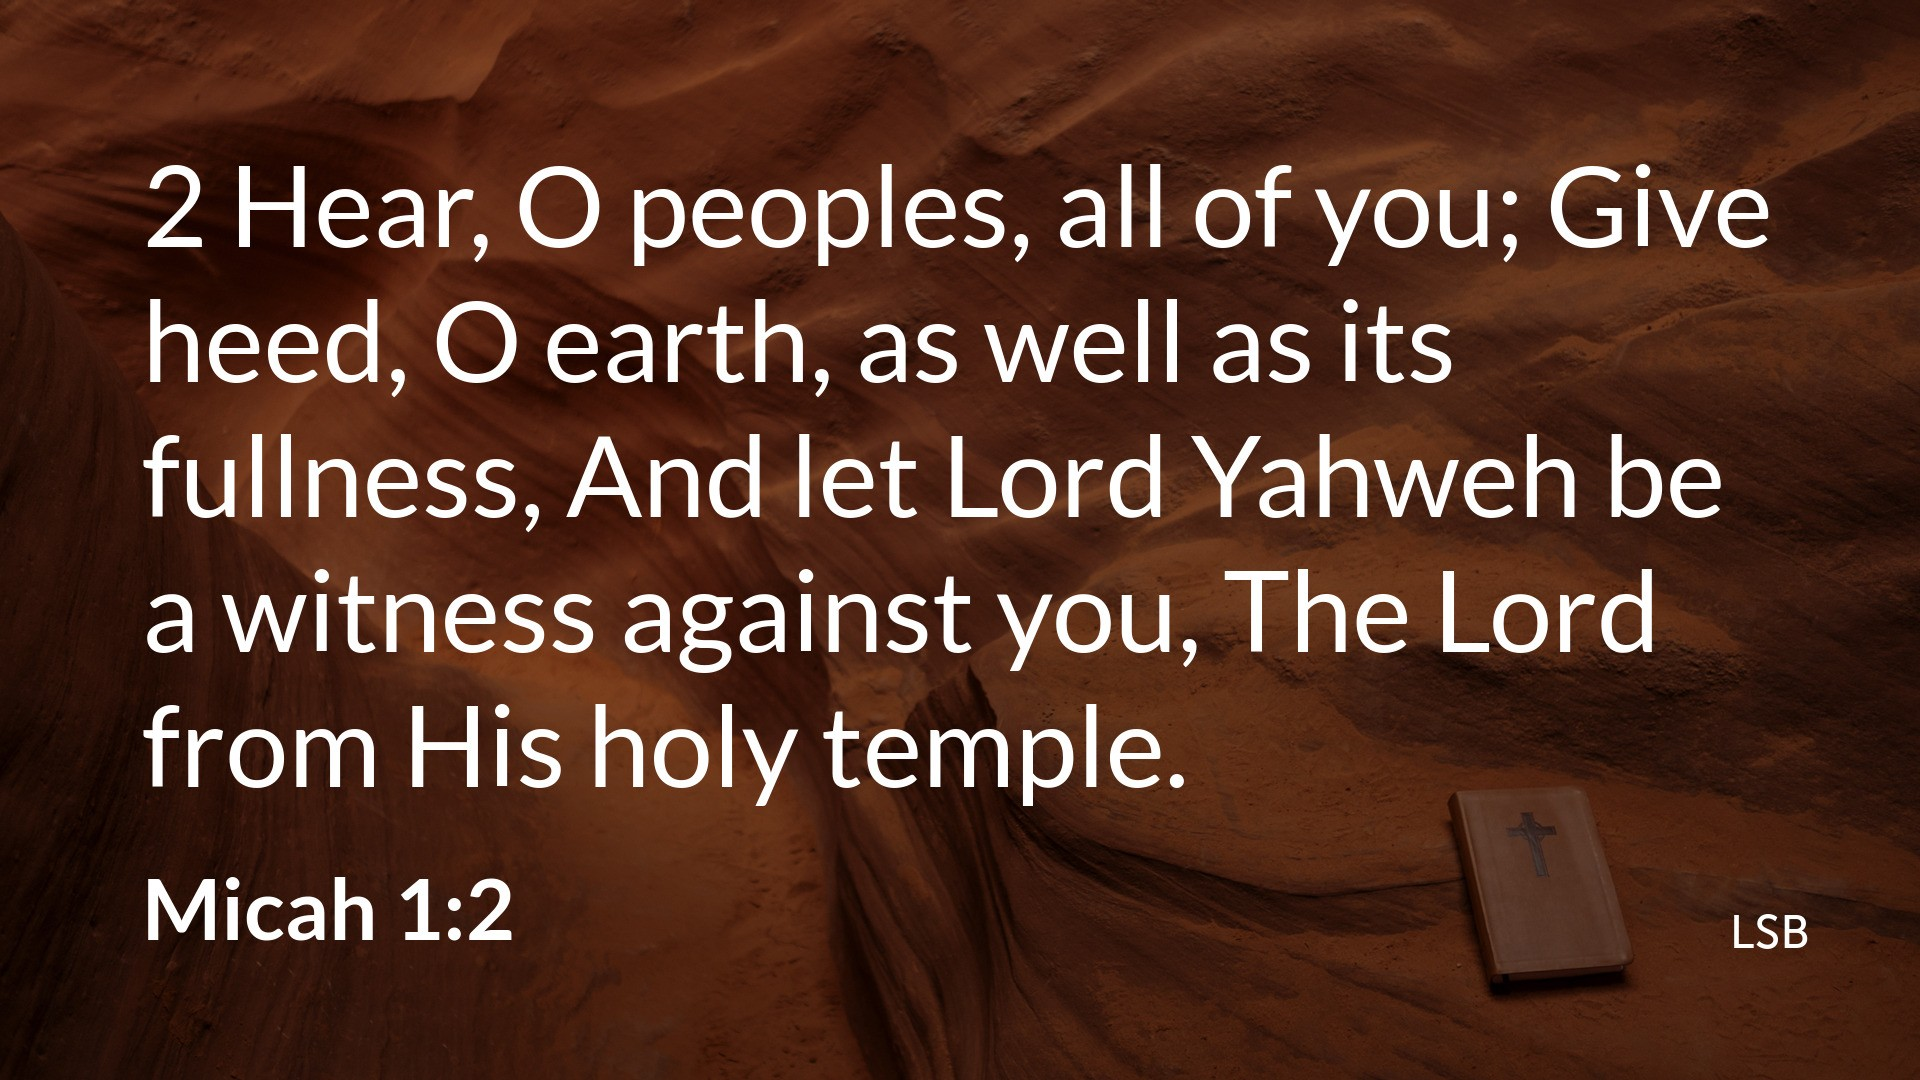 2 Hear, O peoples, all of you; Give
heed, O earth, as well as its
fullness, And let Lord Yahweh be
a witness against you, The Lord
from His holy temple.
Micah 1:2
LSB